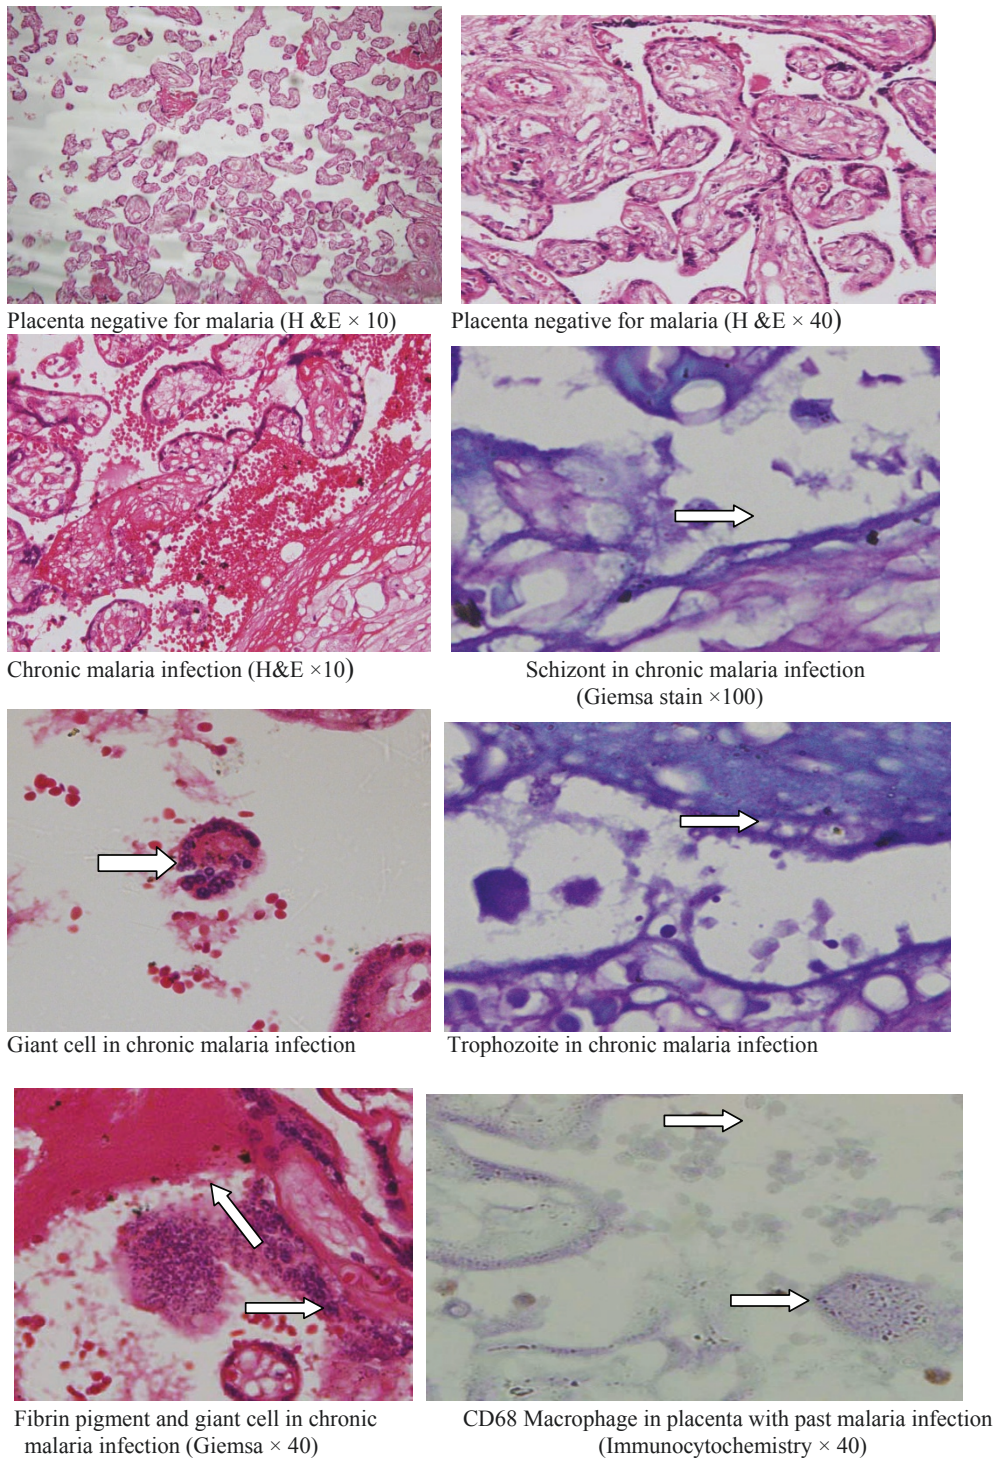 Placenta negative for malaria (H &E × 10)
Placenta negative for malaria (H &E × 40)
Chronic malaria infection (H&E ×10)
Schizont in chronic malaria infection
(Giemsa stain ×100)
Giant cell in chronic malaria infection
Trophozoite in chronic malaria infection
Fibrin pigment and giant cell in chronic
malaria infection (Giemsa × 40)
CD68 Macrophage in placenta with past malaria infection
(Immunocytochemistry × 40)